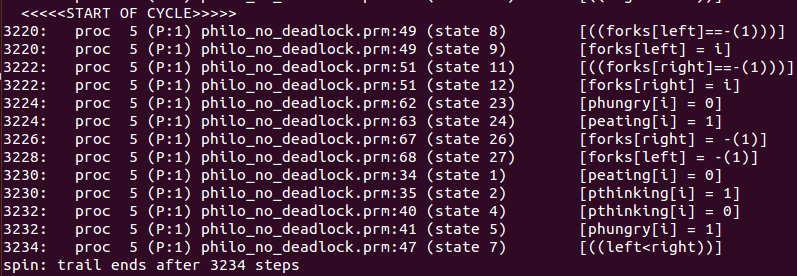 <<<<<START OF CYCLE>>>>>
3220: proc 5 (P:1) philo_no_deadlock.prm:49 (state 8) [((forks[left]==-(1)))]
3220: proc 5 (P:1) philo_no_deadlock.prm:49 (state 9) [forks[left] = i]
3222: proc 5 (P:1) philo_no_deadlock.prm:51 (state 11) [((forks[right]==-(1)))]
3222: proc 5 (P:1) philo_no_deadlock.prm:51 (state 12) [forks[right] = i]
3224: proc 5 (P:1) philo_no_deadlock.prm:62 (state 23) [phungry[i] = 0]
3224: proc 5 (P:1) philo_no_deadlock.prm:63 (state 24) [peating[i] = 1]
3226: proc 5 (P:1) philo_no_deadlock.prm:67 (state 26) [forks[right] = -(1)]
3228: proc 5 (P:1) philo_no_deadlock.prm:68 (state 27) [forks[left] = -(1)]
3230: proc 5 (P:1) philo_no_deadlock.prm:34 (state 1) [peating[i] = 0]
3230: proc 5 (P:1) philo_no_deadlock.prm:35 (state 2) [pthinking[i] = 1]
3232: proc 5 (P:1) philo_no_deadlock.prm:40 (state 4) [pthinking[i] = 0]
3232: proc 5 (P:1) philo_no_deadlock.prm:41 (state 5) [phungry[i] = 1]
3234: proc 5 (P:1) philo_no_deadlock.prm:47 (state 7) [((left<right))]
spin: trail ends after 3234 steps